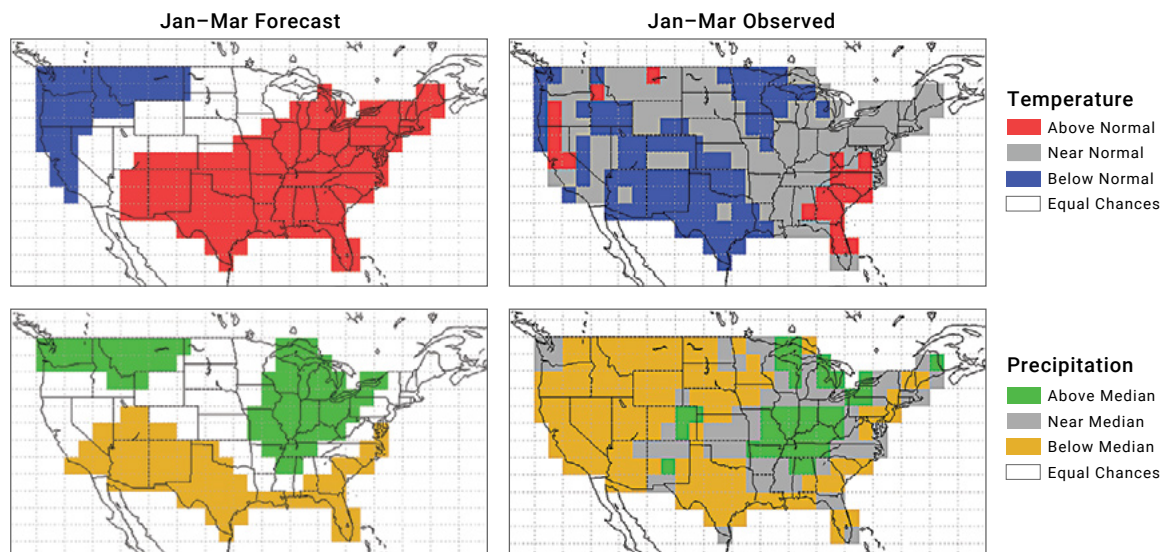 Jan–Mar Forecast
Jan–Mar Observed
Temperature
Above Normal
Near Normal
Below Normal
Equal Chances
Precipitation
Above Median
Near Median
Below Median
Equal Chances